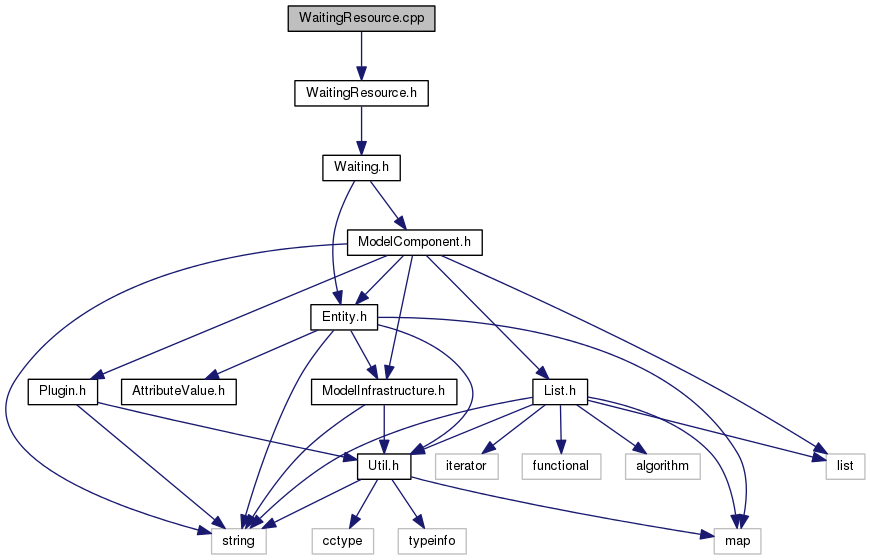 WaitingResource.cpp
WaitingResource.h
Waiting.h
ModelComponent.h
Entity.h
Plugin.h
AttributeValue.h
ModelInfrastructure.h
List.h
Util.h
iterator
functional
algorithm
list
string
cctype
typeinfo
map